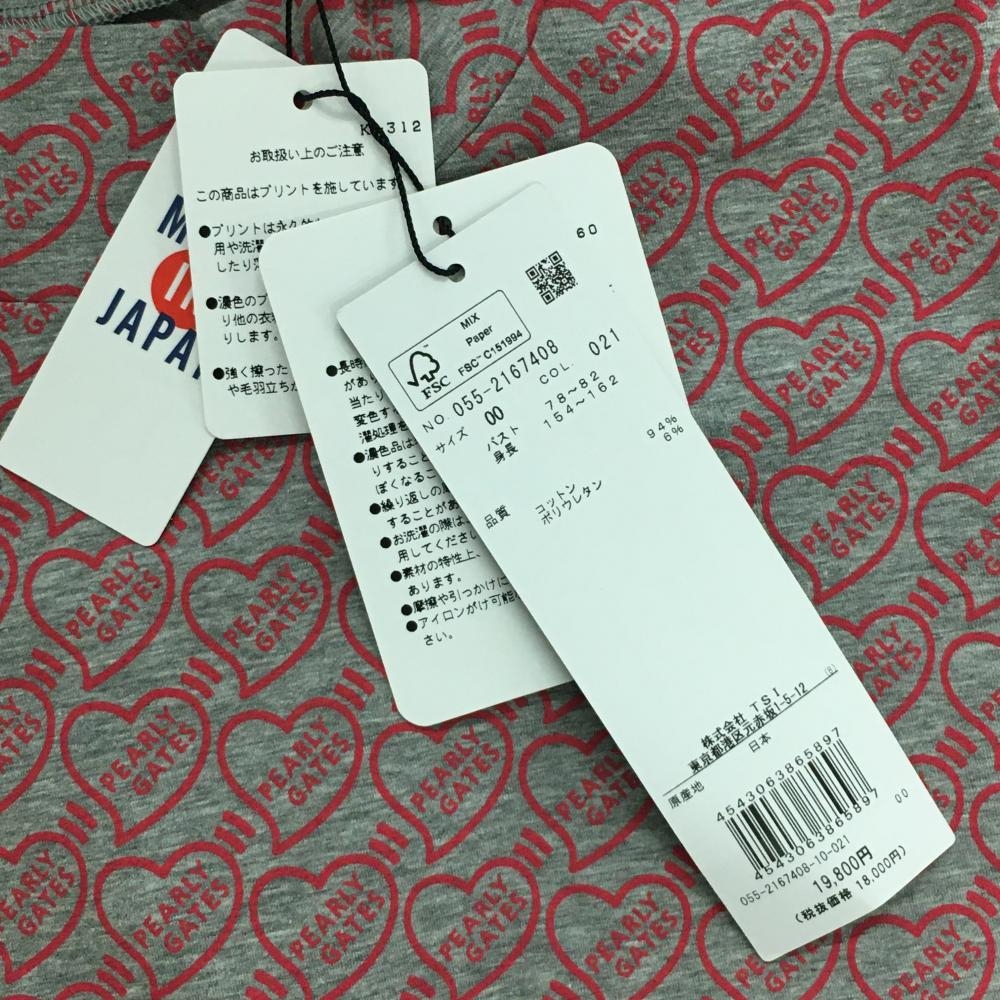 K-312
お取扱い上のご注意
この商品はプリントを施しています
●プリントは永久的
用や洗濯
したり
●濃色のプ
り他の衣
りします。
●強く擦った
や毛羽立ち
JAPA
●長時
があ
当たり
変色す
濯処理を
●濃色品は
りすること
ぽくなるこ
●繰り返しの
することがあ
●お洗濯の際は
用してくださ
●素材の特性上、
あります。
●摩擦や引っかけに
●アイロンがけ可能
さい。
60
MIX
Paper
FSC™ C151994
FSC
NO. 055-2167408
COL. 021
サイズ 00
バスト 78~82
身長 154~162
品質 コットン 94%
ポリウレタン 6%
(B)
株式会社 TSI
東京都港区元赤坂1-5-12
原産地 日本
4543063865897
4543063865897
00
055-2167408-10-021
19,800円
(税抜価格 18,000円)
PEARLY
GATES